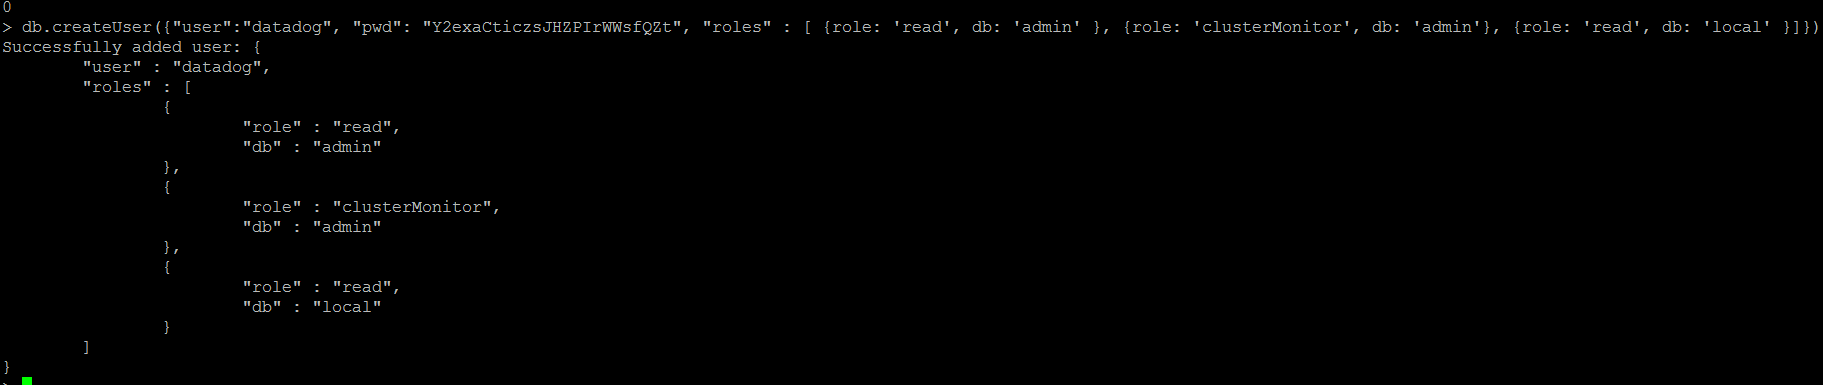 0
> db.createUser({"user":"datadog", "pwd": "Y2exaCticzsJHZPIrWWsfQZt", "roles" : [ {role: 'read', db: 'admin' }, {role: 'clusterMonitor', db: 'admin'}, {role: 'read', db: 'local' }]})
Successfully added user: {
        "user" : "datadog",
        "roles" : [
                {
                        "role" : "read",
                        "db" : "admin"
                },
                {
                        "role" : "clusterMonitor",
                        "db" : "admin"
                },
                {
                        "role" : "read",
                        "db" : "local"
                }
        ]
}
>